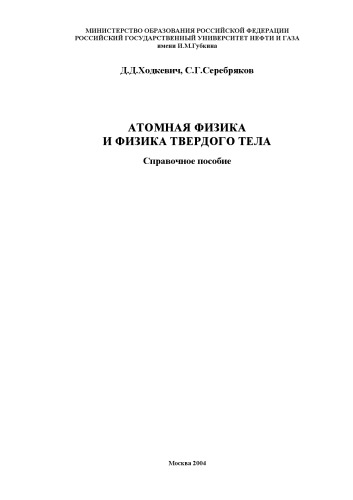 МИНИСТЕРСТВО ОБРАЗОВАНИЯ РОССИЙСКОЙ ФЕДЕРАЦИИ
РОССИЙСКИЙ ГОСУДАРСТВЕННЫЙ УНИВЕРСИТЕТ НЕФТИ И ГАЗА
имени И.М.Губкина
Д.Д.Ходкевич, С.Г.Серебряков
АТОМНАЯ ФИЗИКА
И ФИЗИКА ТВЕРДОГО ТЕЛА
Справочное пособие
Москва 2004